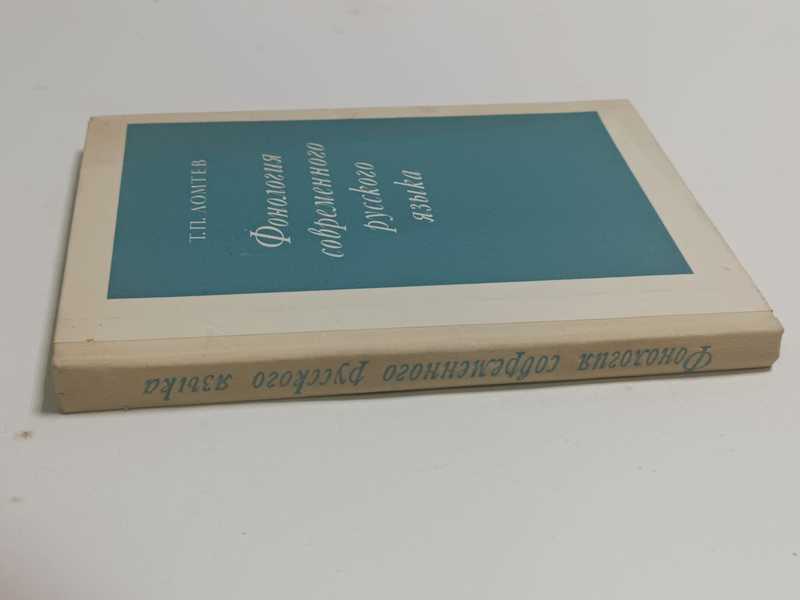 Т.П. ЛОМТЕВ
Фонология
современного
русского
языка
Фонология современного русского языка